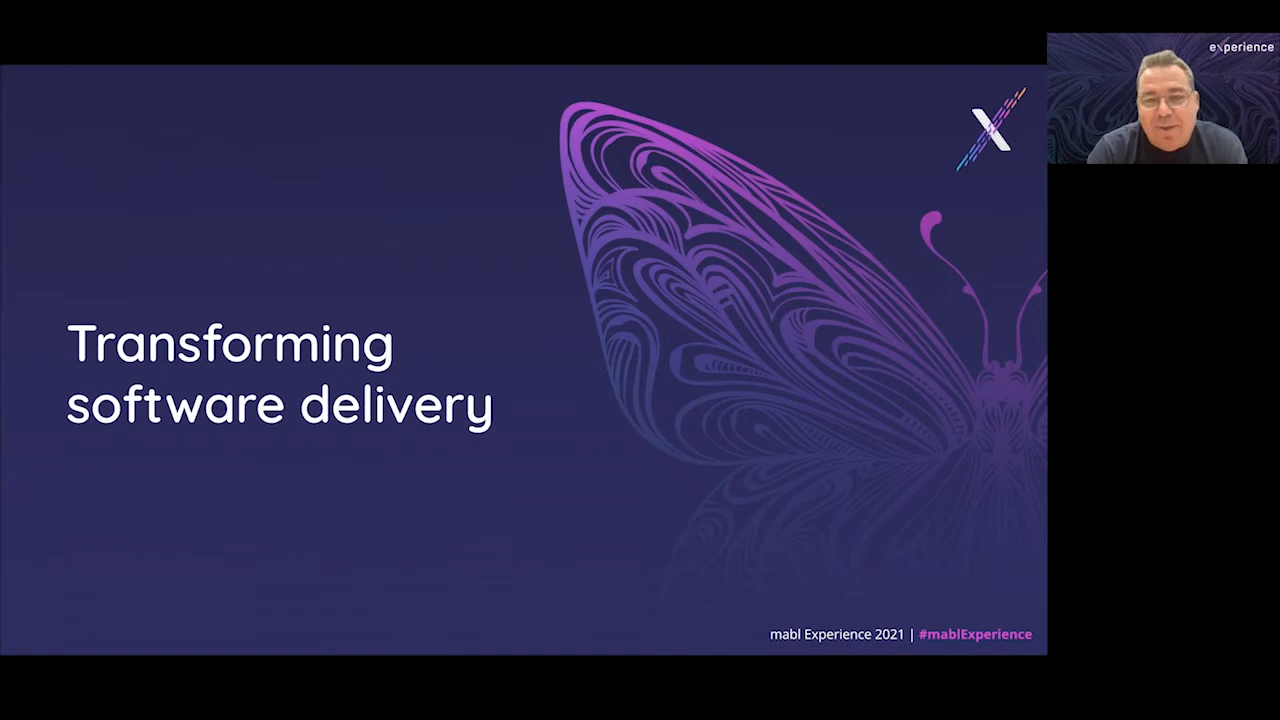 experience
X
Transforming
software delivery
mabl Experience 2021 | #mablExperience